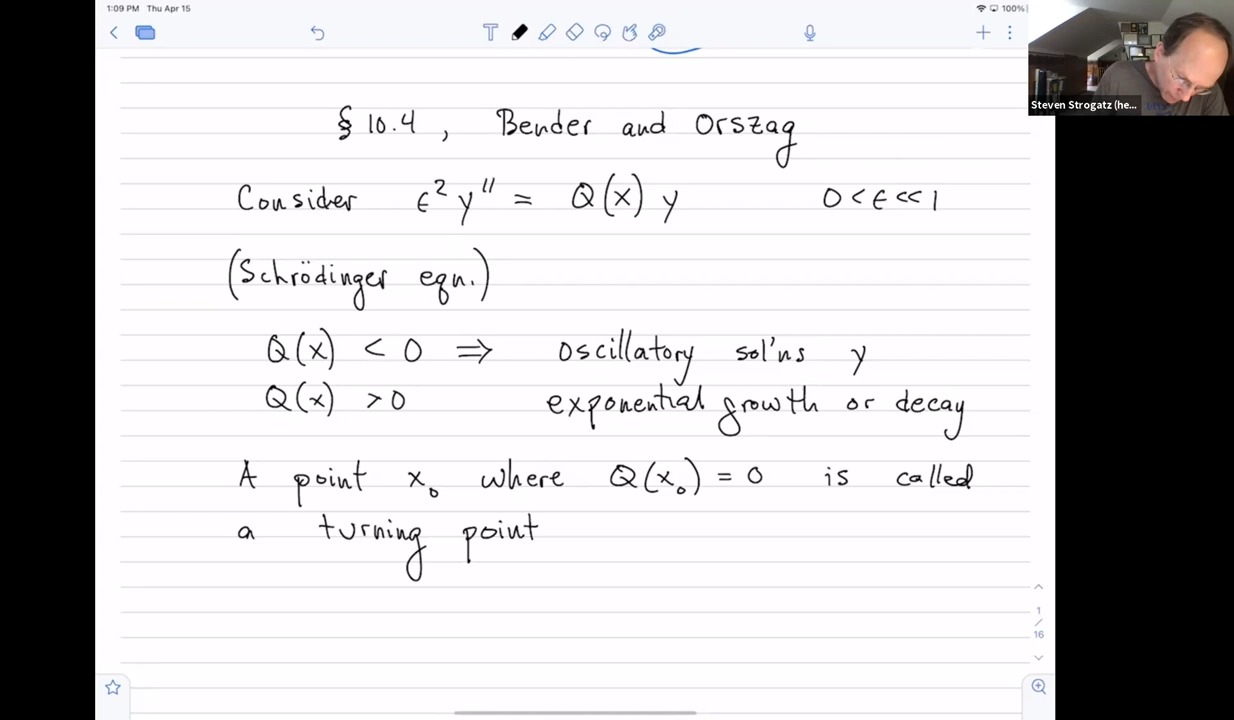 1:09 PM Thu Apr 15
100%
Steven Strogatz (he...
§ 10.4, Bender and Orszag
Consider ϵ² y'' = Q(x) y 0 < ϵ << 1
(Schrödinger eqn.)
Q(x) < 0 ⇒ oscillatory sol'ns y
Q(x) > 0 exponential growth or decay
A point x₀ where Q(x₀) = 0 is called
a turning point
1
/
16